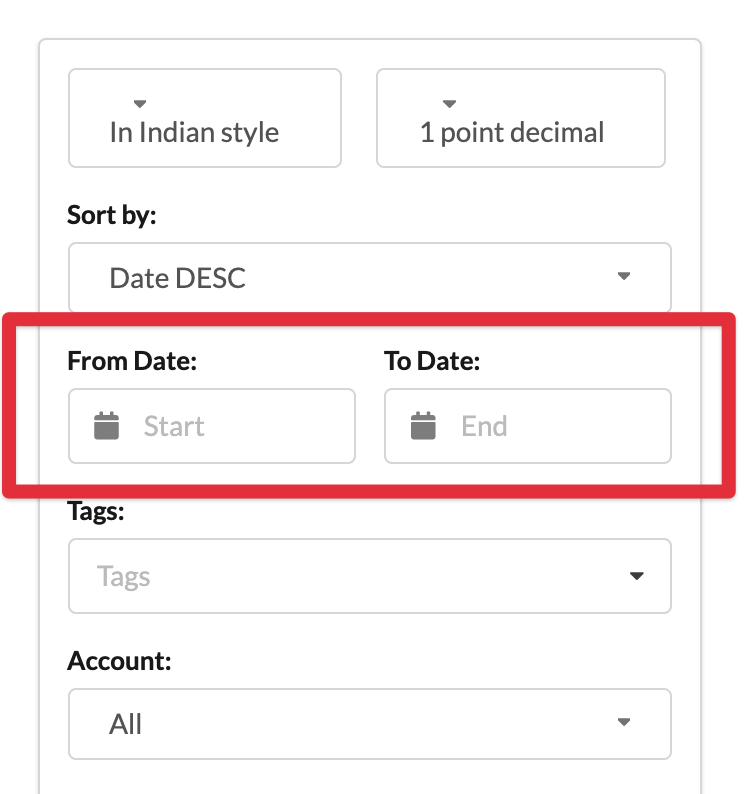 In Indian style
1 point decimal
Sort by:
Date DESC
From Date:
To Date:
Start
End
Tags:
Tags
Account:
All